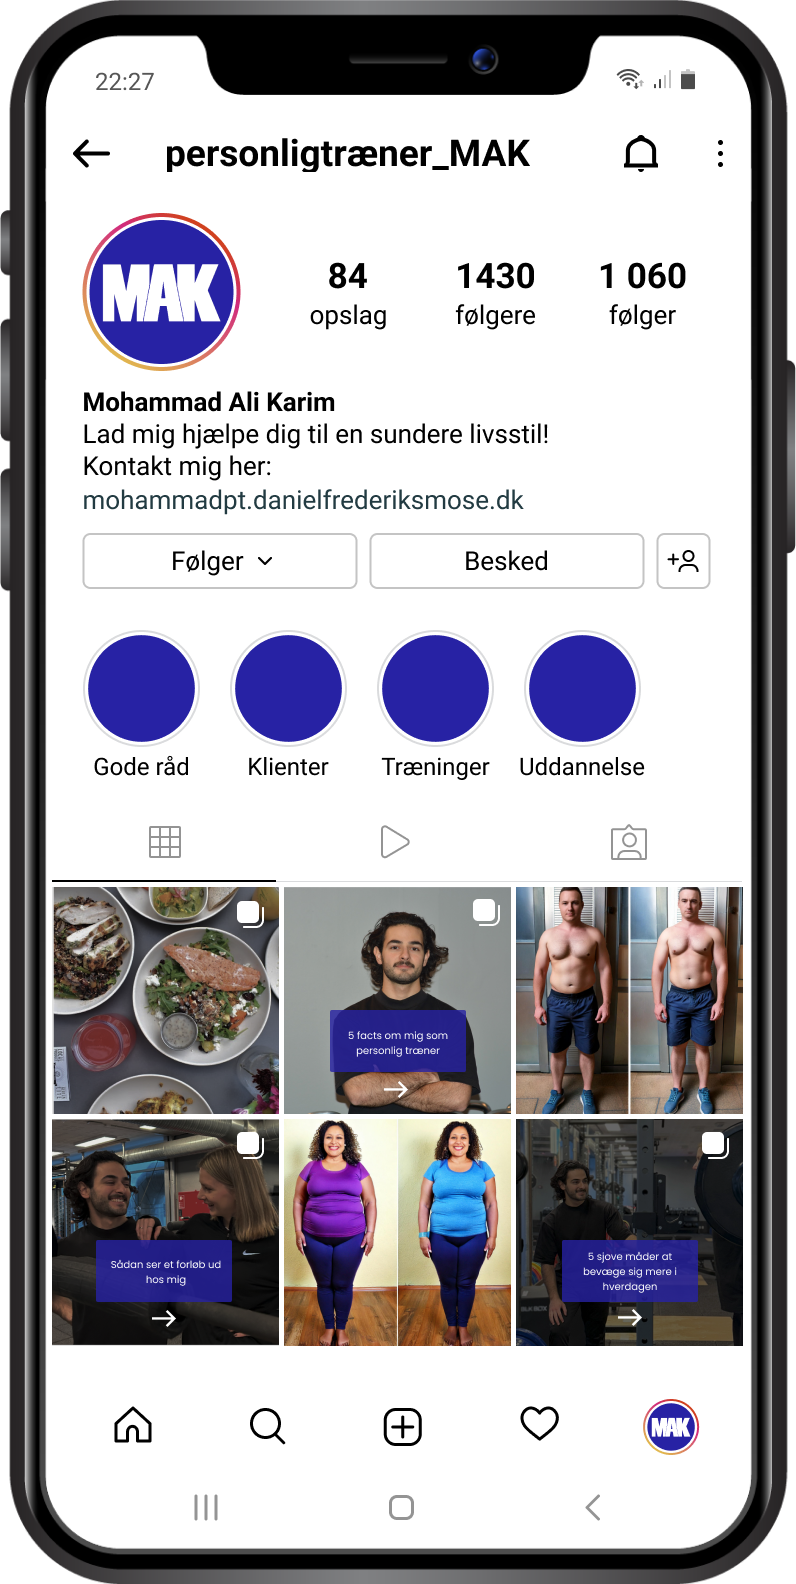 22:27
personligtræner_MAK
MAK
84
opslag
1430
følgere
1 060
følger
Mohammad Ali Karim
Lad mig hjælpe dig til en sundere livsstil!
Kontakt mig her:
mohammadpt.danielfrederiksmose.dk
Følger
Besked
Gode råd
Klienter
Træninger
Uddannelse
5 facts om mig som
personlig træner
Sådan ser et forløb ud
hos mig
5 sjove måder at
bevæge sig mere i
hverdagen
MAK